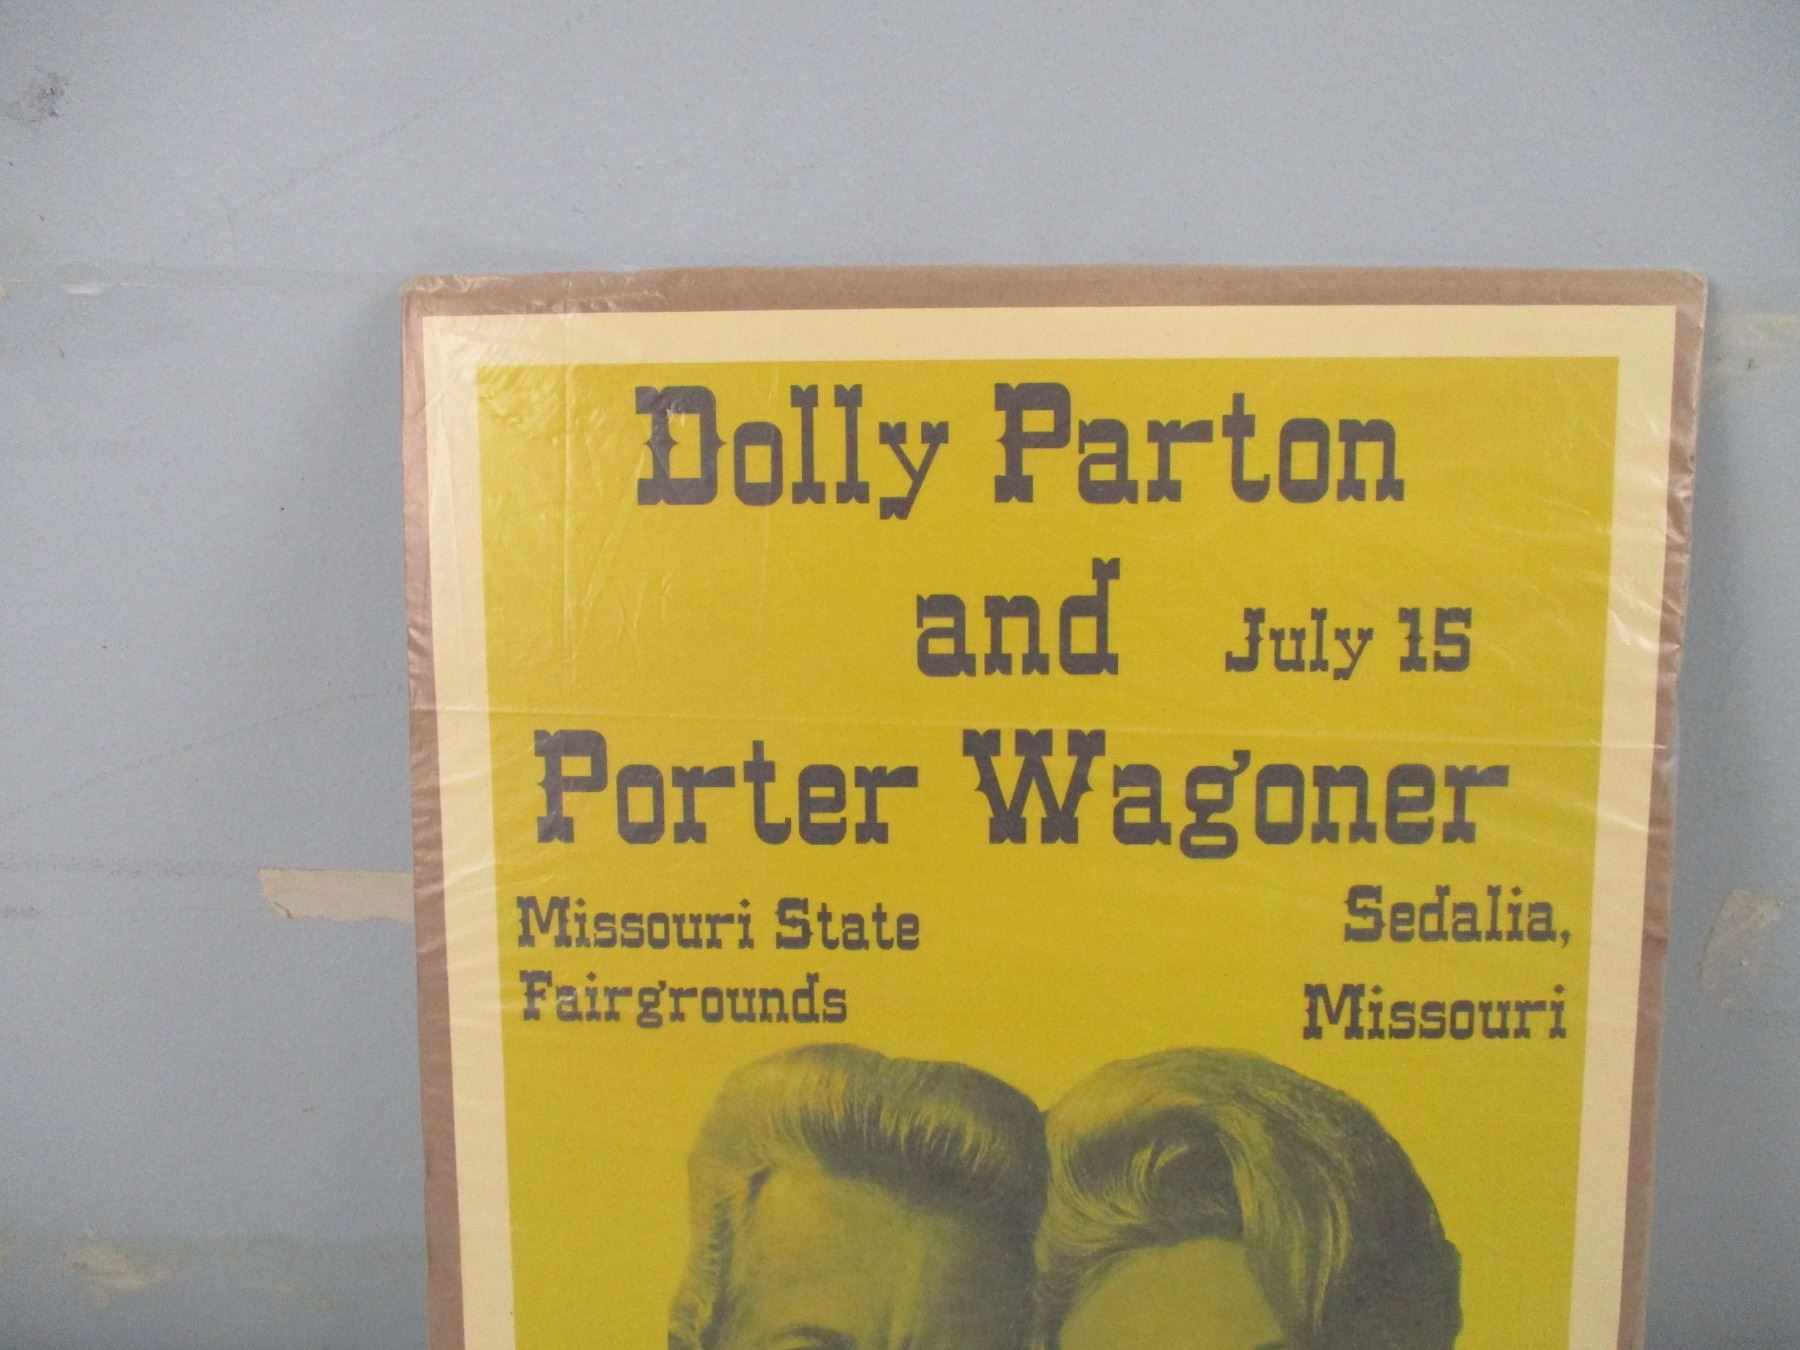 Dolly Parton
and July 15
Porter Wagoner
Missouri State
Fairgrounds
Sedalia,
Missouri